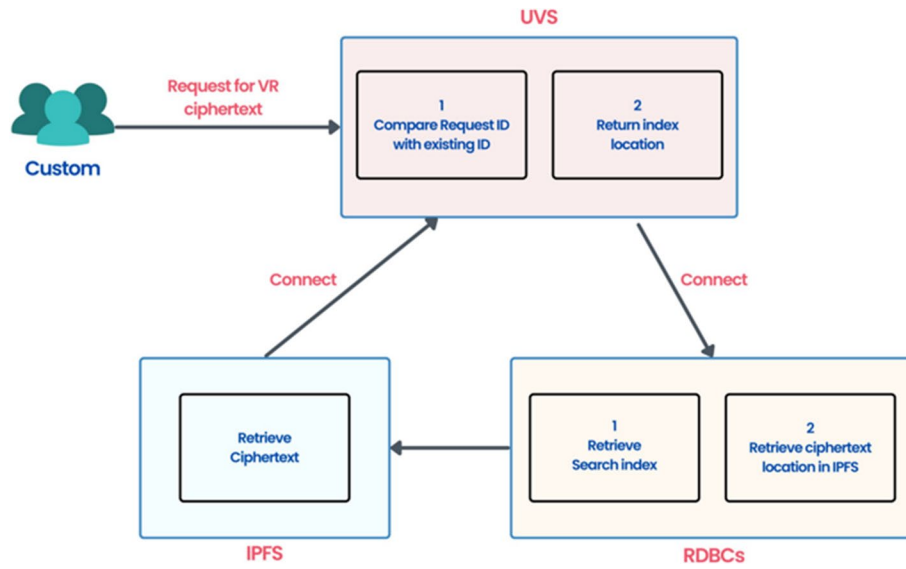 UVS
Request for VR
ciphertext
Custom
1
Compare Request ID
with existing ID
2
Return index
location
Connect
Connect
Retrieve
Ciphertext
1
Retrieve
Search index
2
Retrieve ciphertext
location in IPFS
IPFS
RDBCs